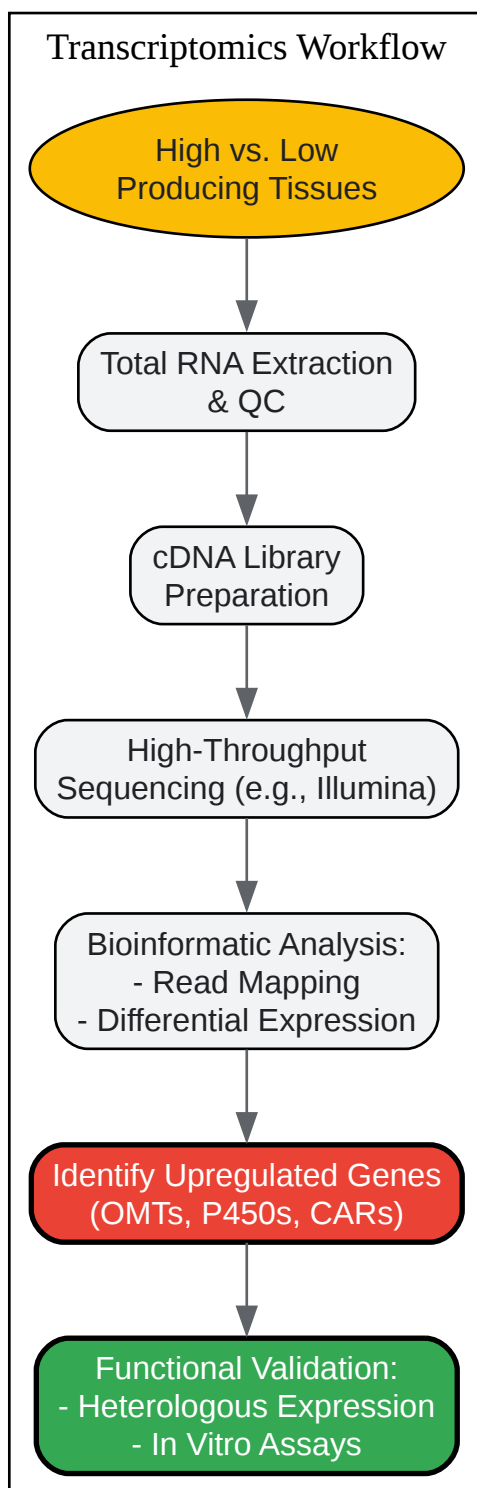 Transcriptomics Workflow
High vs. Low
Producing Tissues
Total RNA Extraction
& QC
cDNA Library
Preparation
High-Throughput
Sequencing (e.g., Illumina)
Bioinformatic Analysis:
- Read Mapping
- Differential Expression
Identify Upregulated Genes
(OMTs, P450s, CARs)
Functional Validation:
- Heterologous Expression
- In Vitro Assays